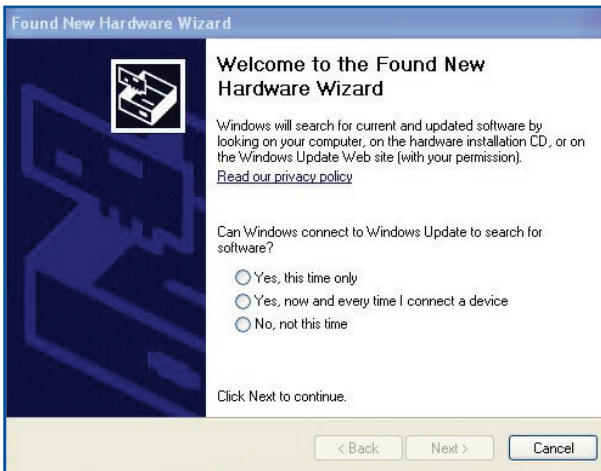 Found New Hardware Wizard
Welcome to the Found New
Hardware Wizard
Windows will search for current and updated software by
looking on your computer, on the hardware installation CD, or on
the Windows Update Web site (with your permission).
Read our privacy policy
Can Windows connect to Windows Update to search for
software?
Yes, this time only
Yes, now and every time I connect a device
No, not this time
Click Next to continue.
< Back
Next >
Cancel